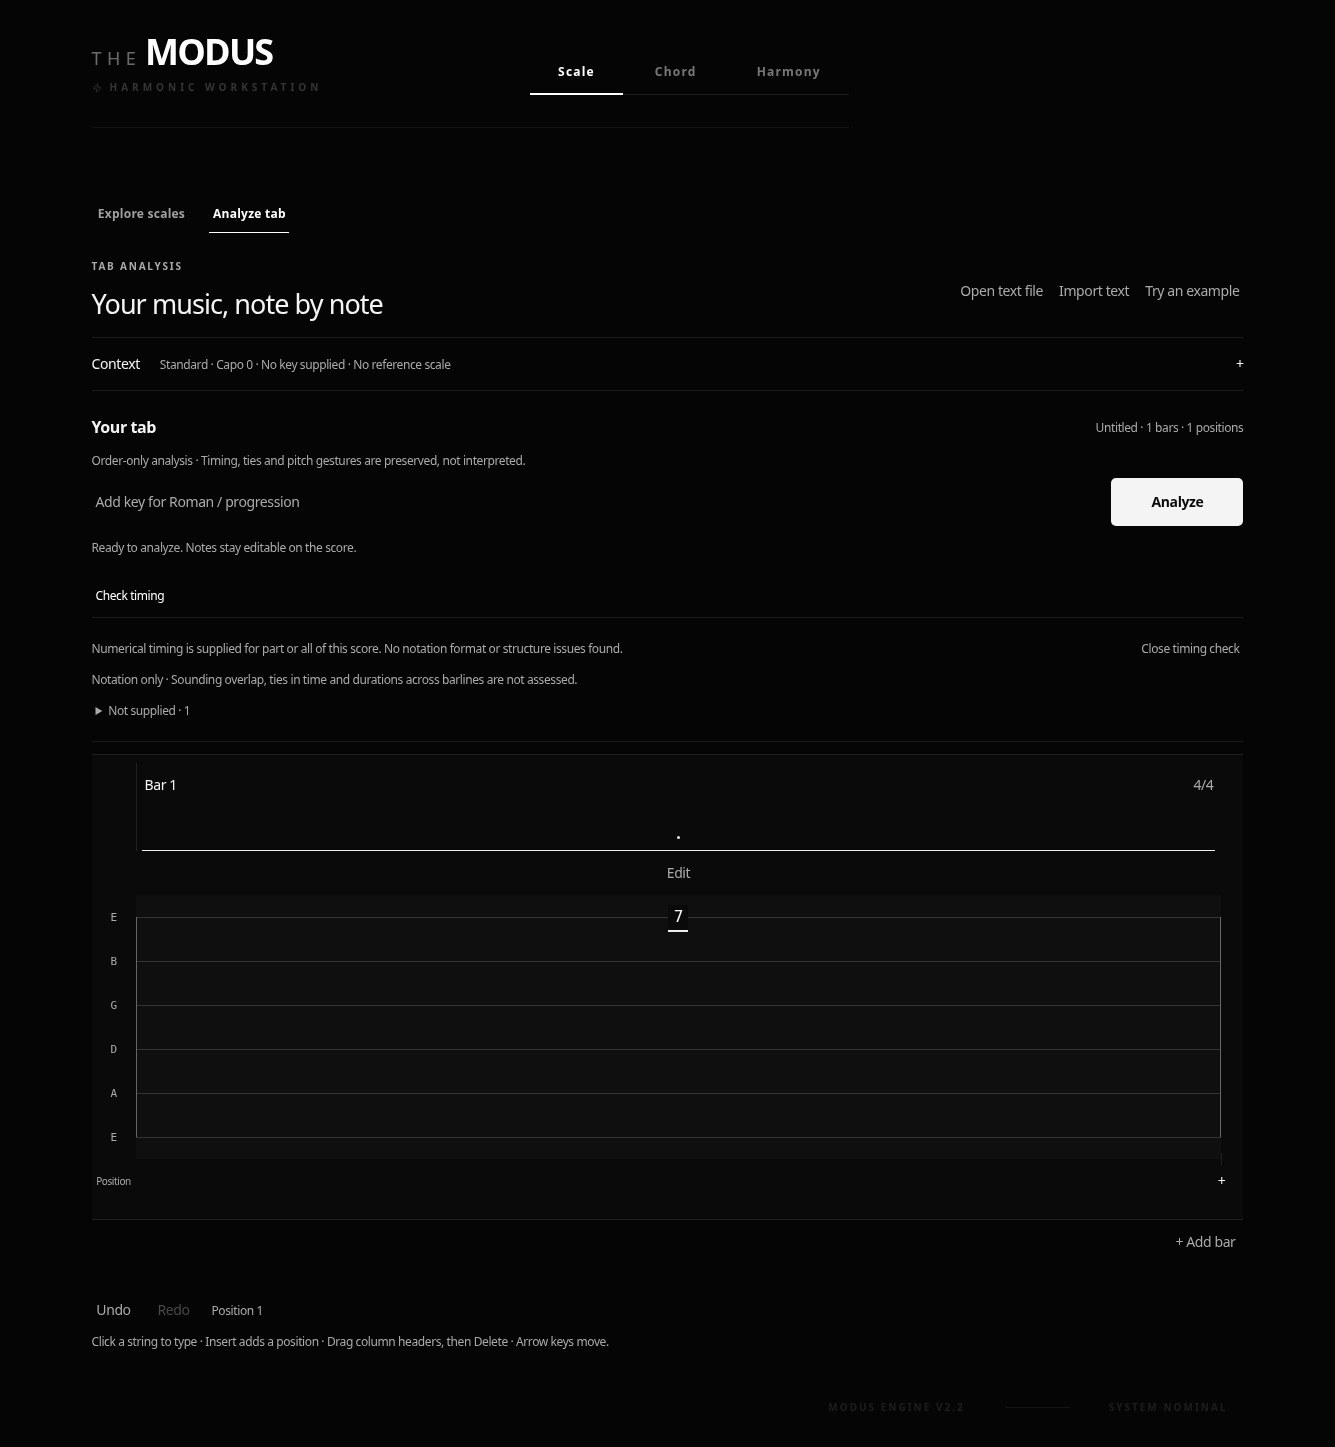 THE MODUS
HARMONIC WORKSTATION
Scale Chord Harmony
Explore scales Analyze tab
TAB ANALYSIS
Your music, note by note
Open text file Import text Try an example
Context Standard · Capo 0 · No key supplied · No reference scale +
Your tab Untitled · 1 bars · 1 positions
Order-only analysis · Timing, ties and pitch gestures are preserved, not interpreted.
Add key for Roman / progression Analyze
Ready to analyze. Notes stay editable on the score.
Check timing
Numerical timing is supplied for part or all of this score. No notation format or structure issues found. Close timing check
Notation only · Sounding overlap, ties in time and durations across barlines are not assessed.
▶ Not supplied · 1
Bar 1 4/4
·
Edit
E 7
B
G
D
A
E
Position +
+ Add bar
Undo Redo Position 1
Click a string to type · Insert adds a position · Drag column headers, then Delete · Arrow keys move.
MODUS ENGINE V2.2 SYSTEM NOMINAL